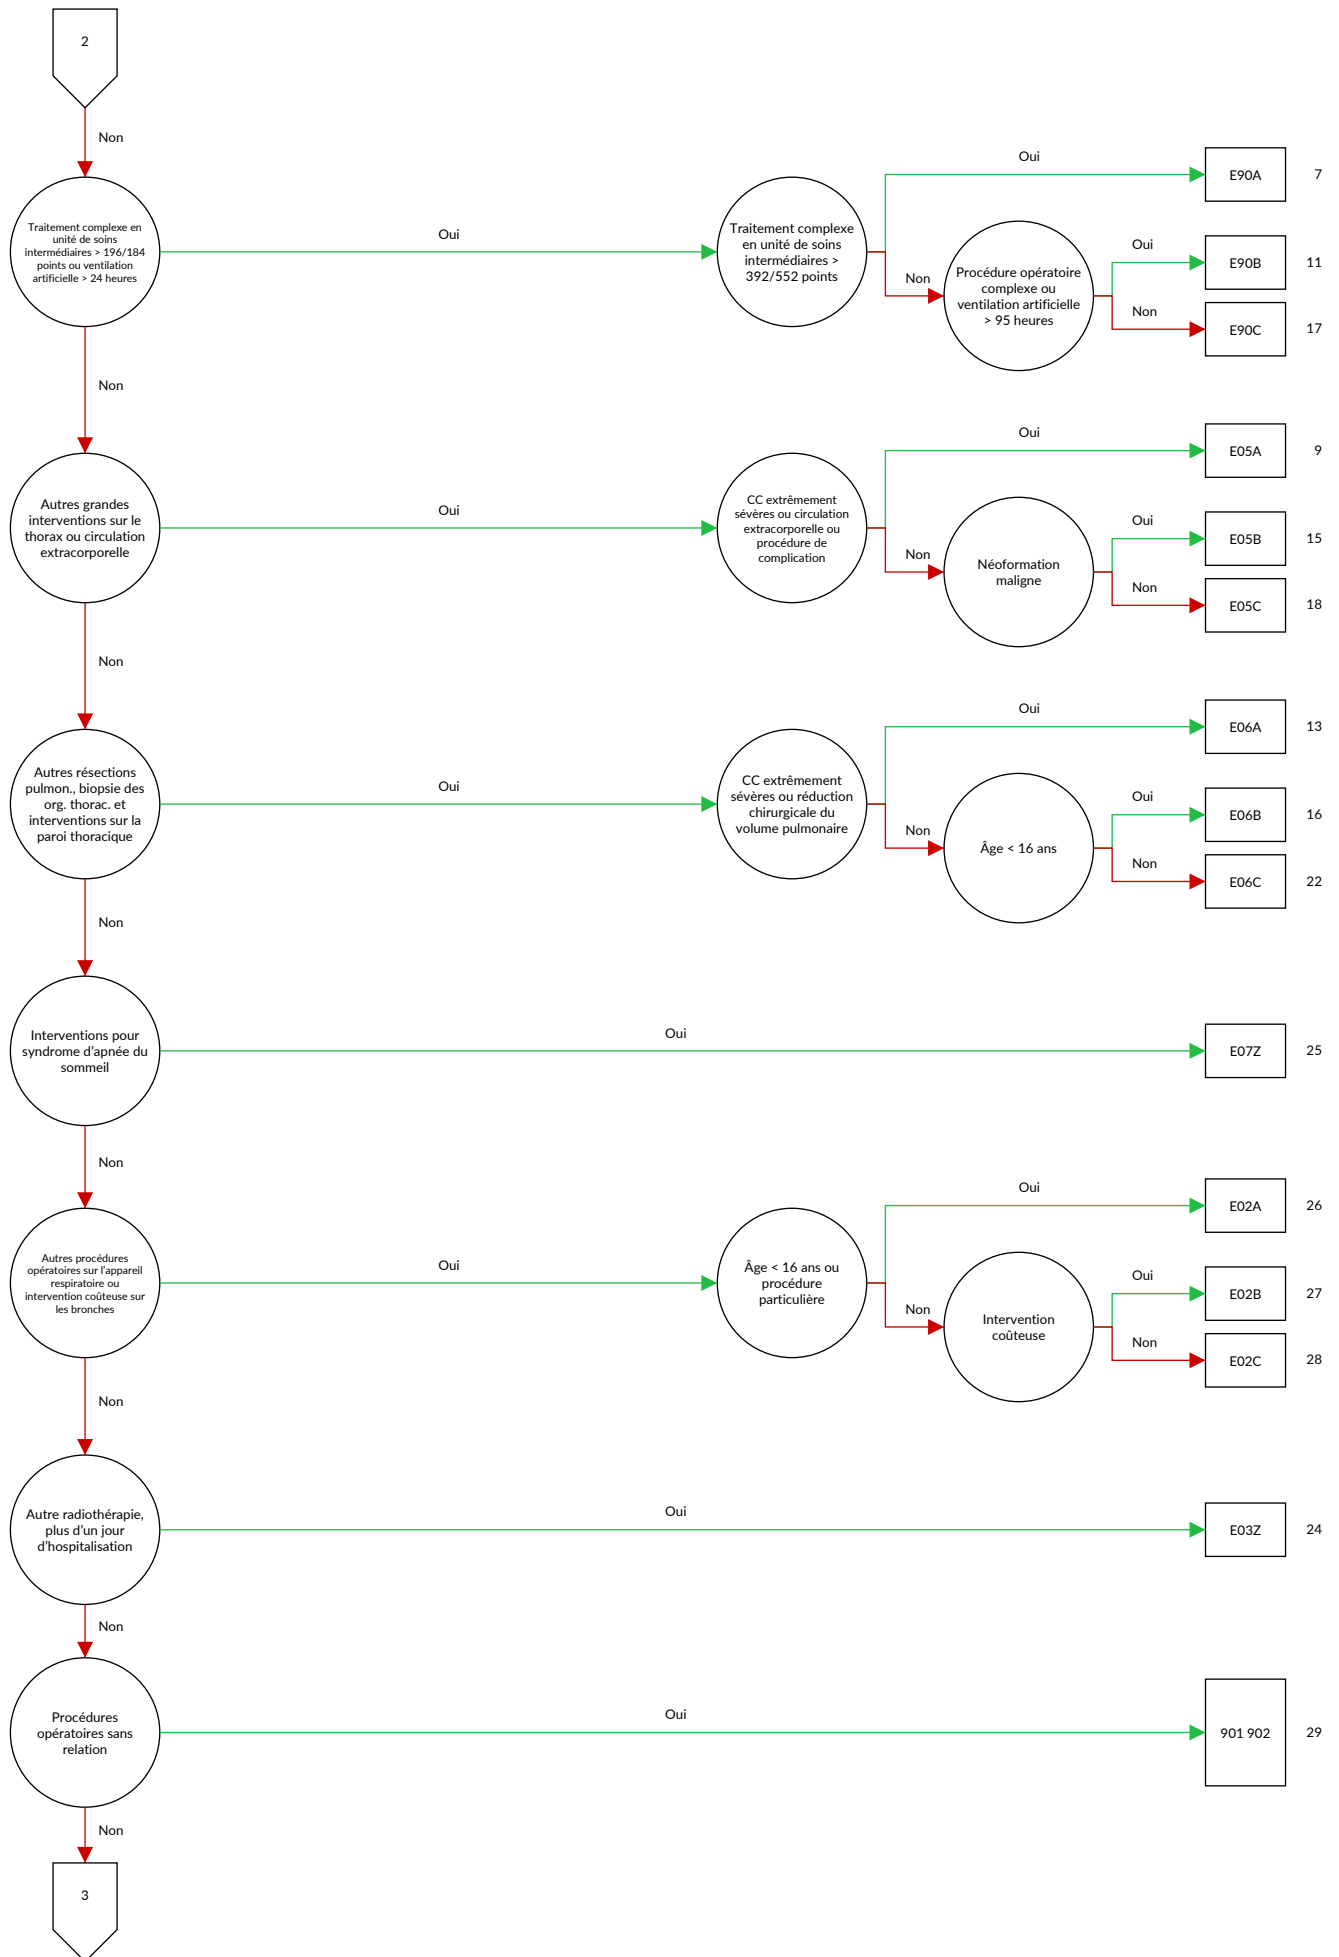 2
Non
Traitement complexe en
unité de soins
intermédiaires > 196/184
points ou ventilation
artificielle > 24 heures
Oui
Traitement complexe
en unité de soins
intermédiaires >
392/552 points
Oui
E90A
7
Non
Procédure opératoire
complexe ou
ventilation artificielle
> 95 heures
Oui
E90B
11
Non
E90C
17
Non
Autres grandes
interventions sur le
thorax ou circulation
extracorporelle
Oui
CC extrêmement
sévères ou circulation
extracorporelle ou
procédure de
complication
Oui
E05A
9
Non
Néoformation
maligne
Oui
E05B
15
Non
E05C
18
Non
Autres résections
pulmon., biopsie des
org. thorac. et
interventions sur la
paroi thoracique
Oui
CC extrêmement
sévères ou réduction
chirurgicale du
volume pulmonaire
Oui
E06A
13
Non
Âge < 16 ans
Oui
E06B
16
Non
E06C
22
Non
Interventions pour
syndrome d'apnée du
sommeil
Oui
E07Z
25
Non
Autres procédures
opératoires sur l'appareil
respiratoire ou
intervention coûteuse sur
les bronches
Oui
Âge < 16 ans ou
procédure
particulière
Oui
E02A
26
Non
Intervention
coûteuse
Oui
E02B
27
Non
E02C
28
Non
Autre radiothérapie,
plus d'un jour
d'hospitalisation
Oui
E03Z
24
Non
Procédures
opératoires sans
relation
Oui
901 902
29
Non
3